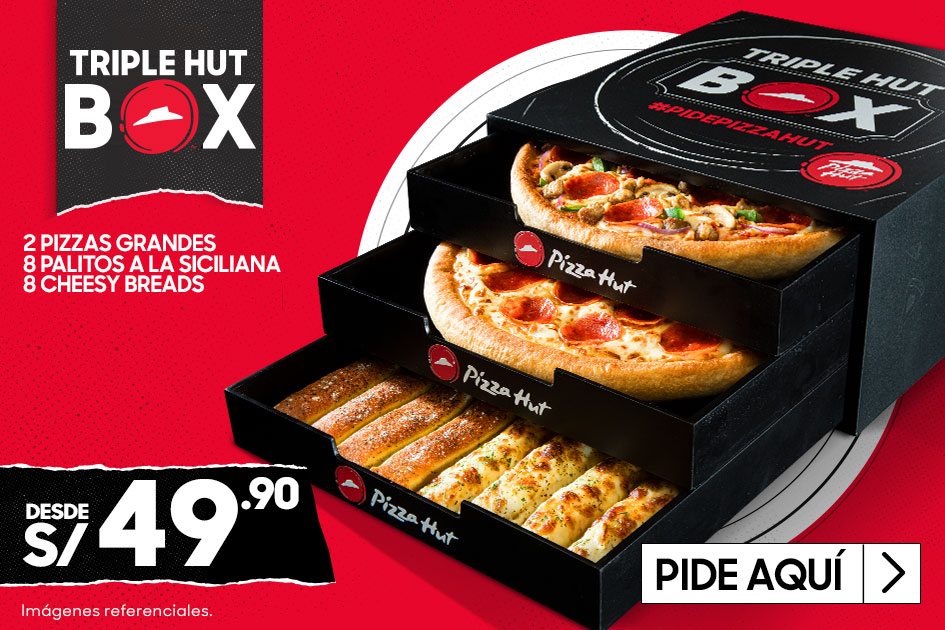 TRIPLE HUT
BOX
2 PIZZAS GRANDES
8 PALITOS A LA SICILIANA
8 CHEESY BREADS
TRIPLE HUT
BOX
#PIDEPIZZAHUT
Pizza Hut
Pizza Hut
Pizza Hut
Pizza Hut
DESDE
S/49.90
PIDE AQUÍ
Imágenes referenciales.